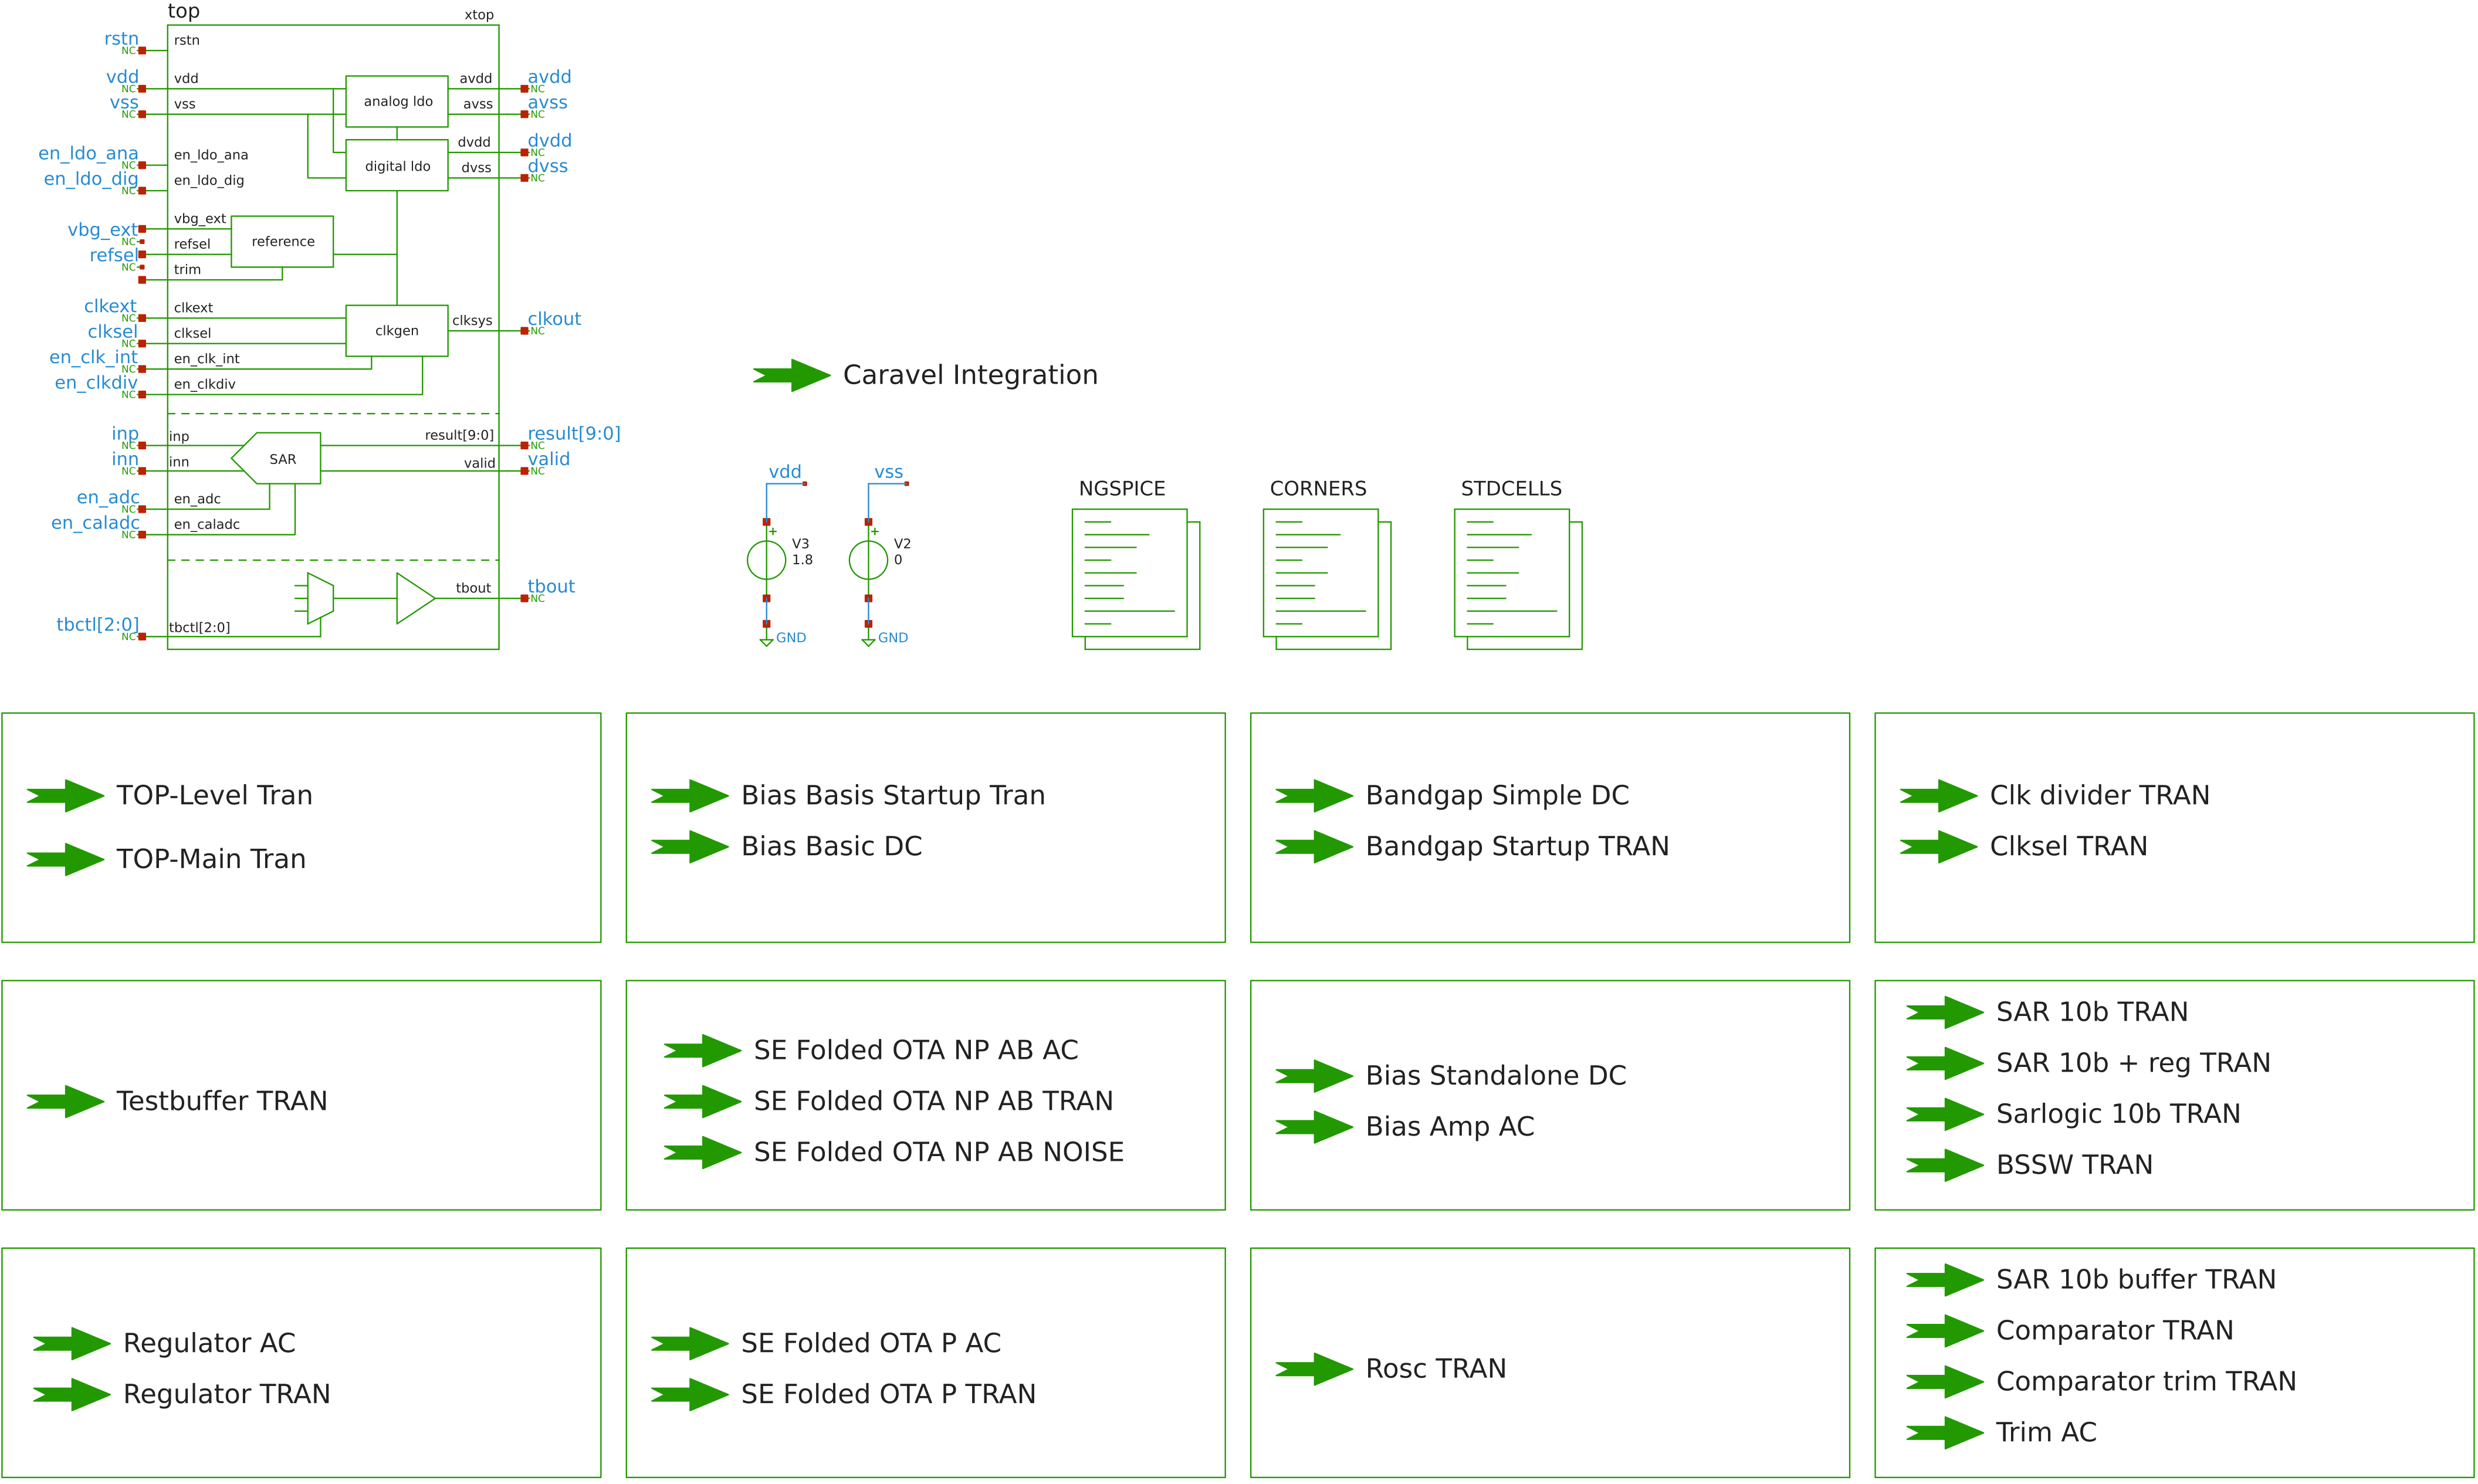 top
xtop
rstn
NC
rstn
vdd
NC
vdd
analog ldo
avdd
avdd
NC
vss
NC
vss
avss
avss
NC
digital ldo
dvdd
dvdd
NC
en_ldo_ana
NC
en_ldo_ana
dvss
dvss
NC
en_ldo_dig
NC
en_ldo_dig
vbg_ext
NC
vbg_ext
reference
refsel
NC
refsel
trim
clkext
NC
clkext
clkgen
clksys
clkout
NC
clksel
NC
clksel
en_clk_int
NC
en_clk_int
en_clkdiv
NC
en_clkdiv
inp
NC
inp
SAR
result[9:0]
result[9:0]
NC
inn
NC
inn
valid
valid
NC
en_adc
NC
en_adc
en_caladc
NC
en_caladc
tbout
tbout
NC
tbctl[2:0]
NC
tbctl[2:0]
Caravel Integration
vdd
+
V3
1.8
GND
vss
+
V2
0
GND
NGSPICE
CORNERS
STDCELLS
TOP-Level Tran
TOP-Main Tran
Bias Basis Startup Tran
Bias Basic DC
Bandgap Simple DC
Bandgap Startup TRAN
Clk divider TRAN
Clksel TRAN
Testbuffer TRAN
SE Folded OTA NP AB AC
SE Folded OTA NP AB TRAN
SE Folded OTA NP AB NOISE
Bias Standalone DC
Bias Amp AC
SAR 10b TRAN
SAR 10b + reg TRAN
Sarlogic 10b TRAN
BSSW TRAN
Regulator AC
Regulator TRAN
SE Folded OTA P AC
SE Folded OTA P TRAN
Rosc TRAN
SAR 10b buffer TRAN
Comparator TRAN
Comparator trim TRAN
Trim AC